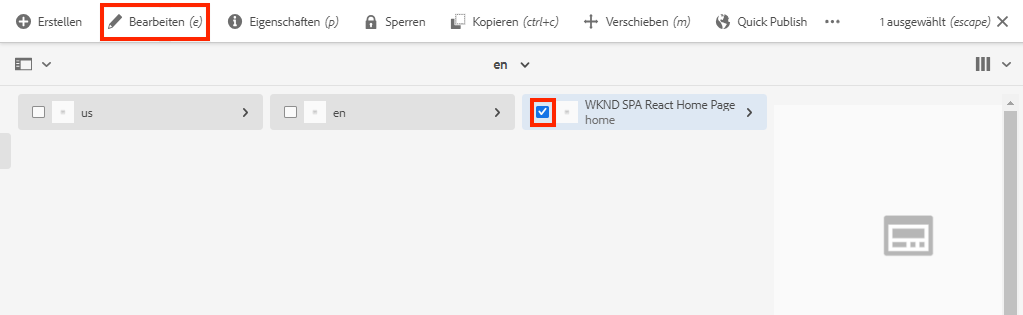 Erstellen Bearbeiten (e) Eigenschaften (p) Sperren Kopieren (ctrl+c) Verschieben (m) Quick Publish ••• 1 ausgewählt (escape)
en
us en WKND SPA React Home Page
home